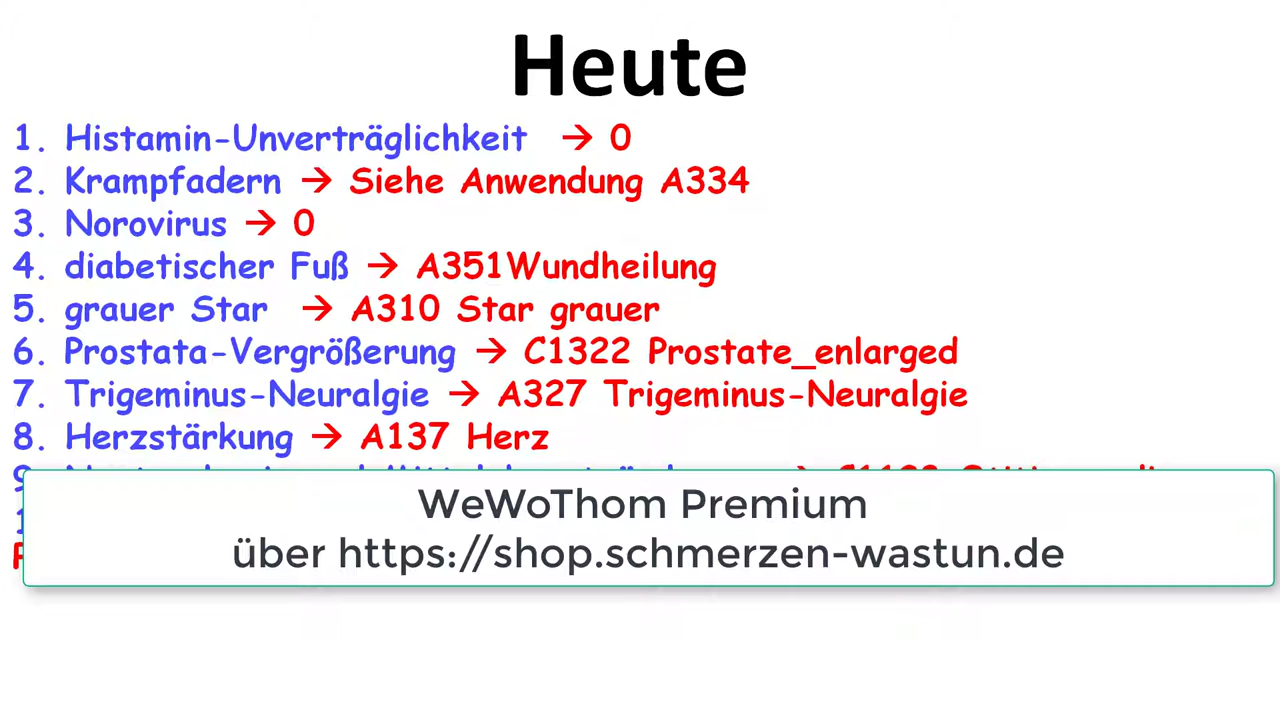 Heute
1. Histamin-Unverträglichkeit → 0
2. Krampfadern → Siehe Anwendung A334
3. Norovirus → 0
4. diabetischer Fuß → A351Wundheilung
5. grauer Star → A310 Star grauer
6. Prostata-Vergrößerung → C1322 Prostate_enlarged
7. Trigeminus-Neuralgie → A327 Trigeminus-Neuralgie
8. Herzstärkung → A137 Herz
WeWoThom Premium
über https://shop.schmerzen-wastun.de